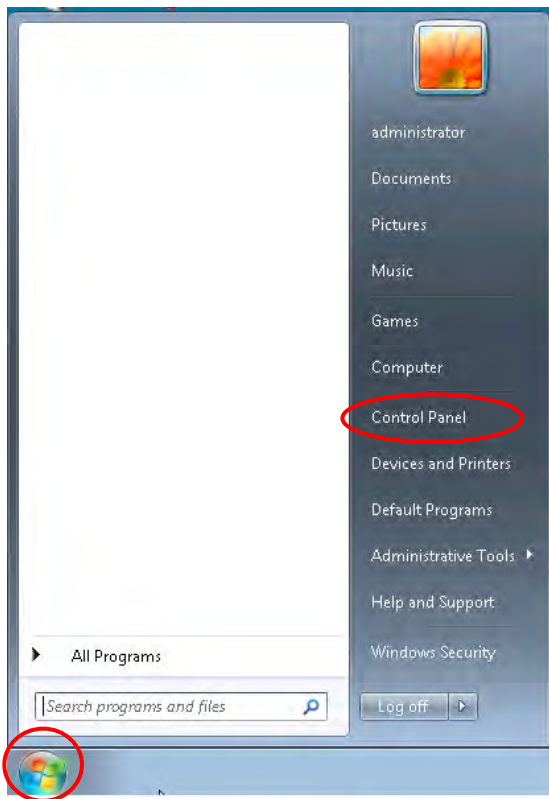 administrator
Documents
Pictures
Music
Games
Computer
Control Panel
Devices and Printers
Default Programs
Administrative Tools
Help and Support
Windows Security
All Programs
Search programs and files
Log off